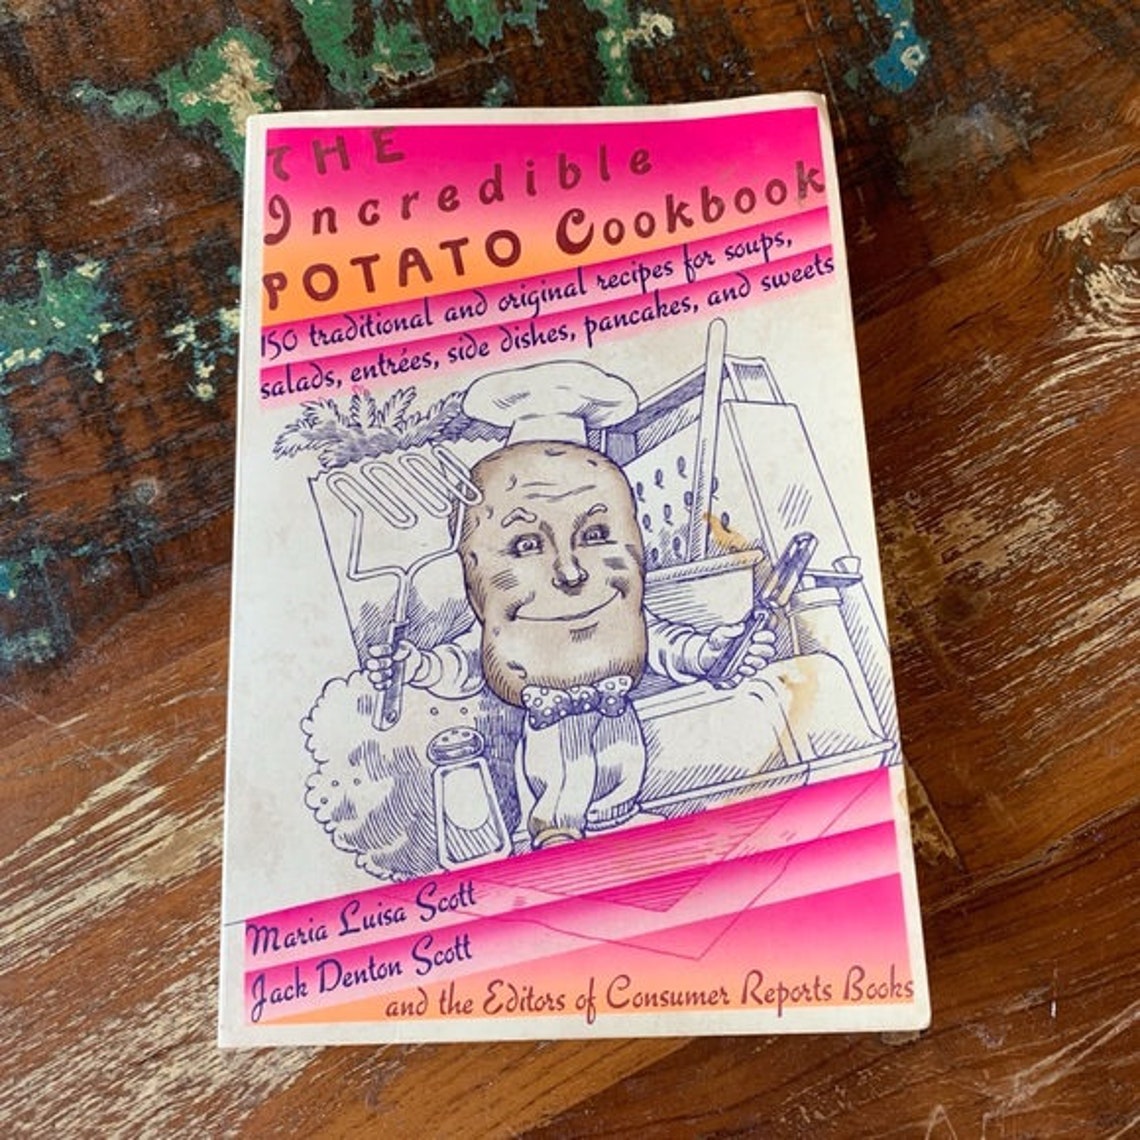 THE
Incredible
POTATO Cookbook
150 traditional and original recipes for soups,
salads, entrées, side dishes, pancakes, and sweets
Maria Luisa Scott
Jack Denton Scott
and the Editors of Consumer Reports Books